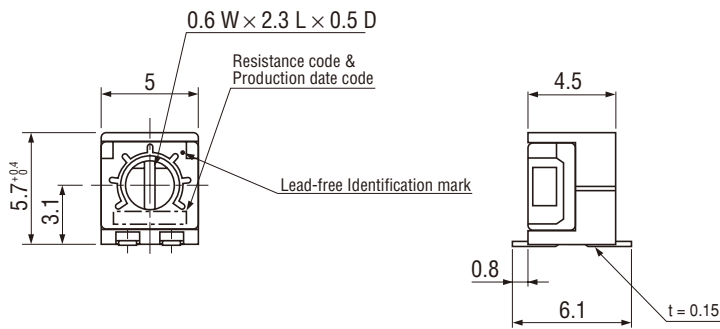 0.6 W × 2.3 L × 0.5 D
Resistance code &
Production date code
5
4.5
5.7 +0.4 0
3.1
Lead-free Identification mark
0.8
6.1
t = 0.15